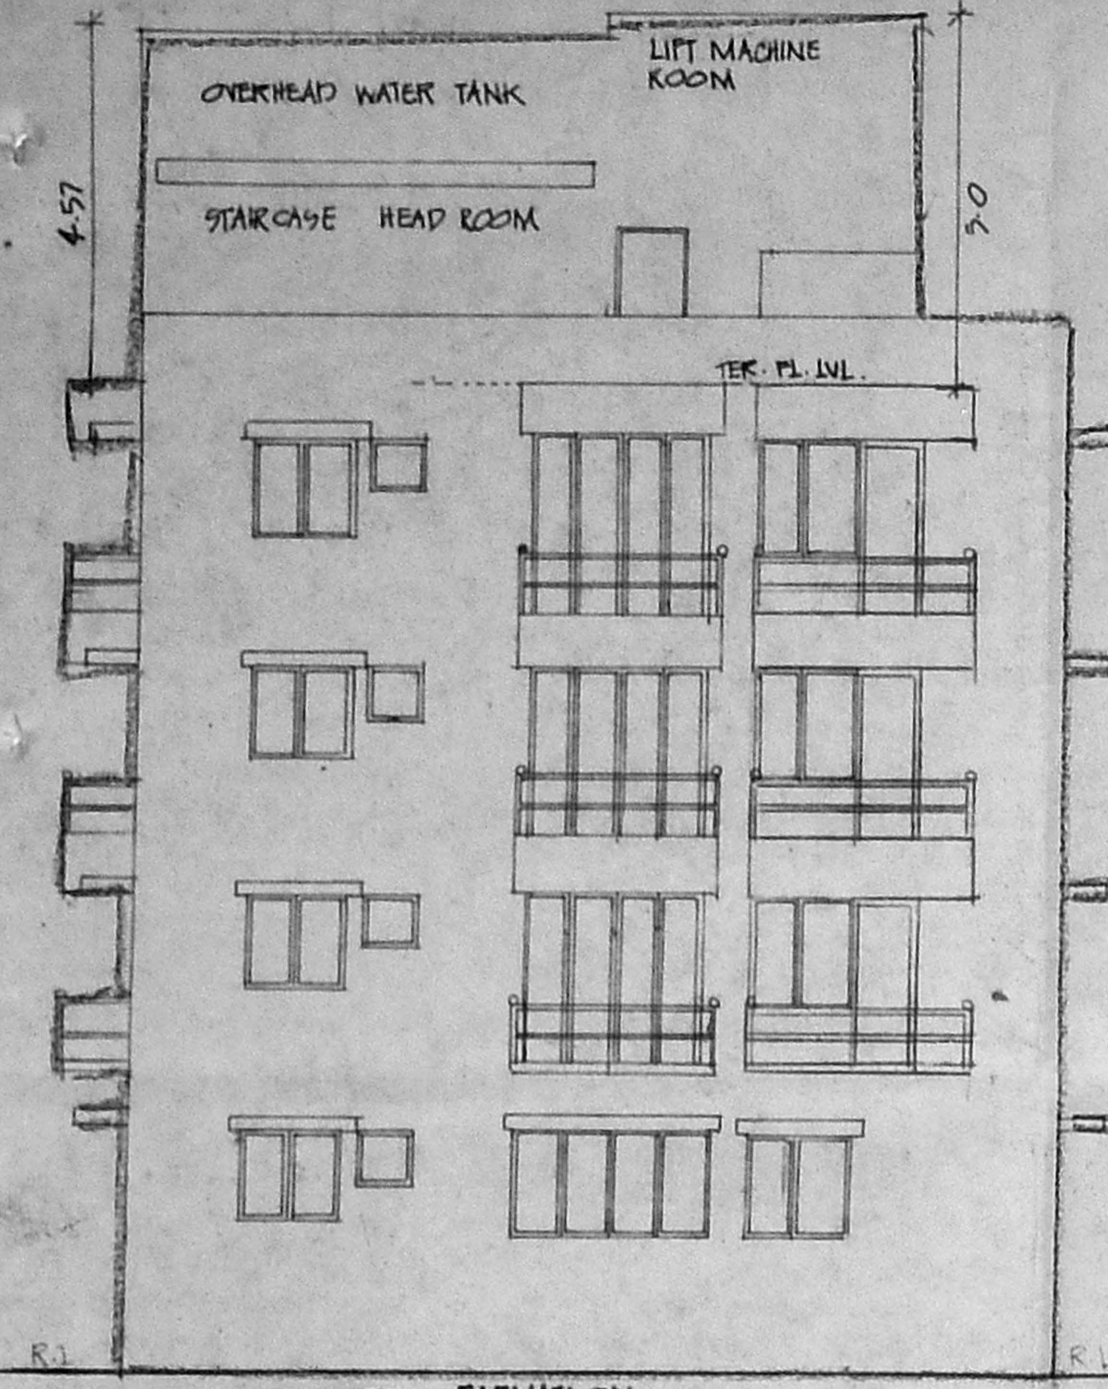 LIFT MACHINE
ROOM
OVERHEAD WATER TANK
4.57
5.0
STAIRCASE HEAD ROOM
TER. FL. LVL.